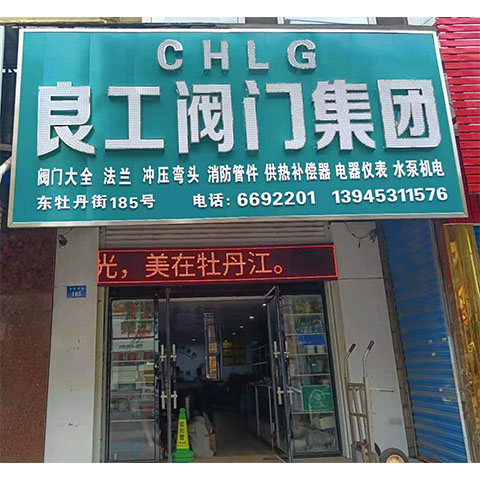 CHLG
良工阀门集团
阀门大全 法兰 冲压弯头 消防管件 供热补偿器 电器仪表 水泵机电
东牡丹街185号 电话：6692201 13945311576
光，美在牡丹江。
185